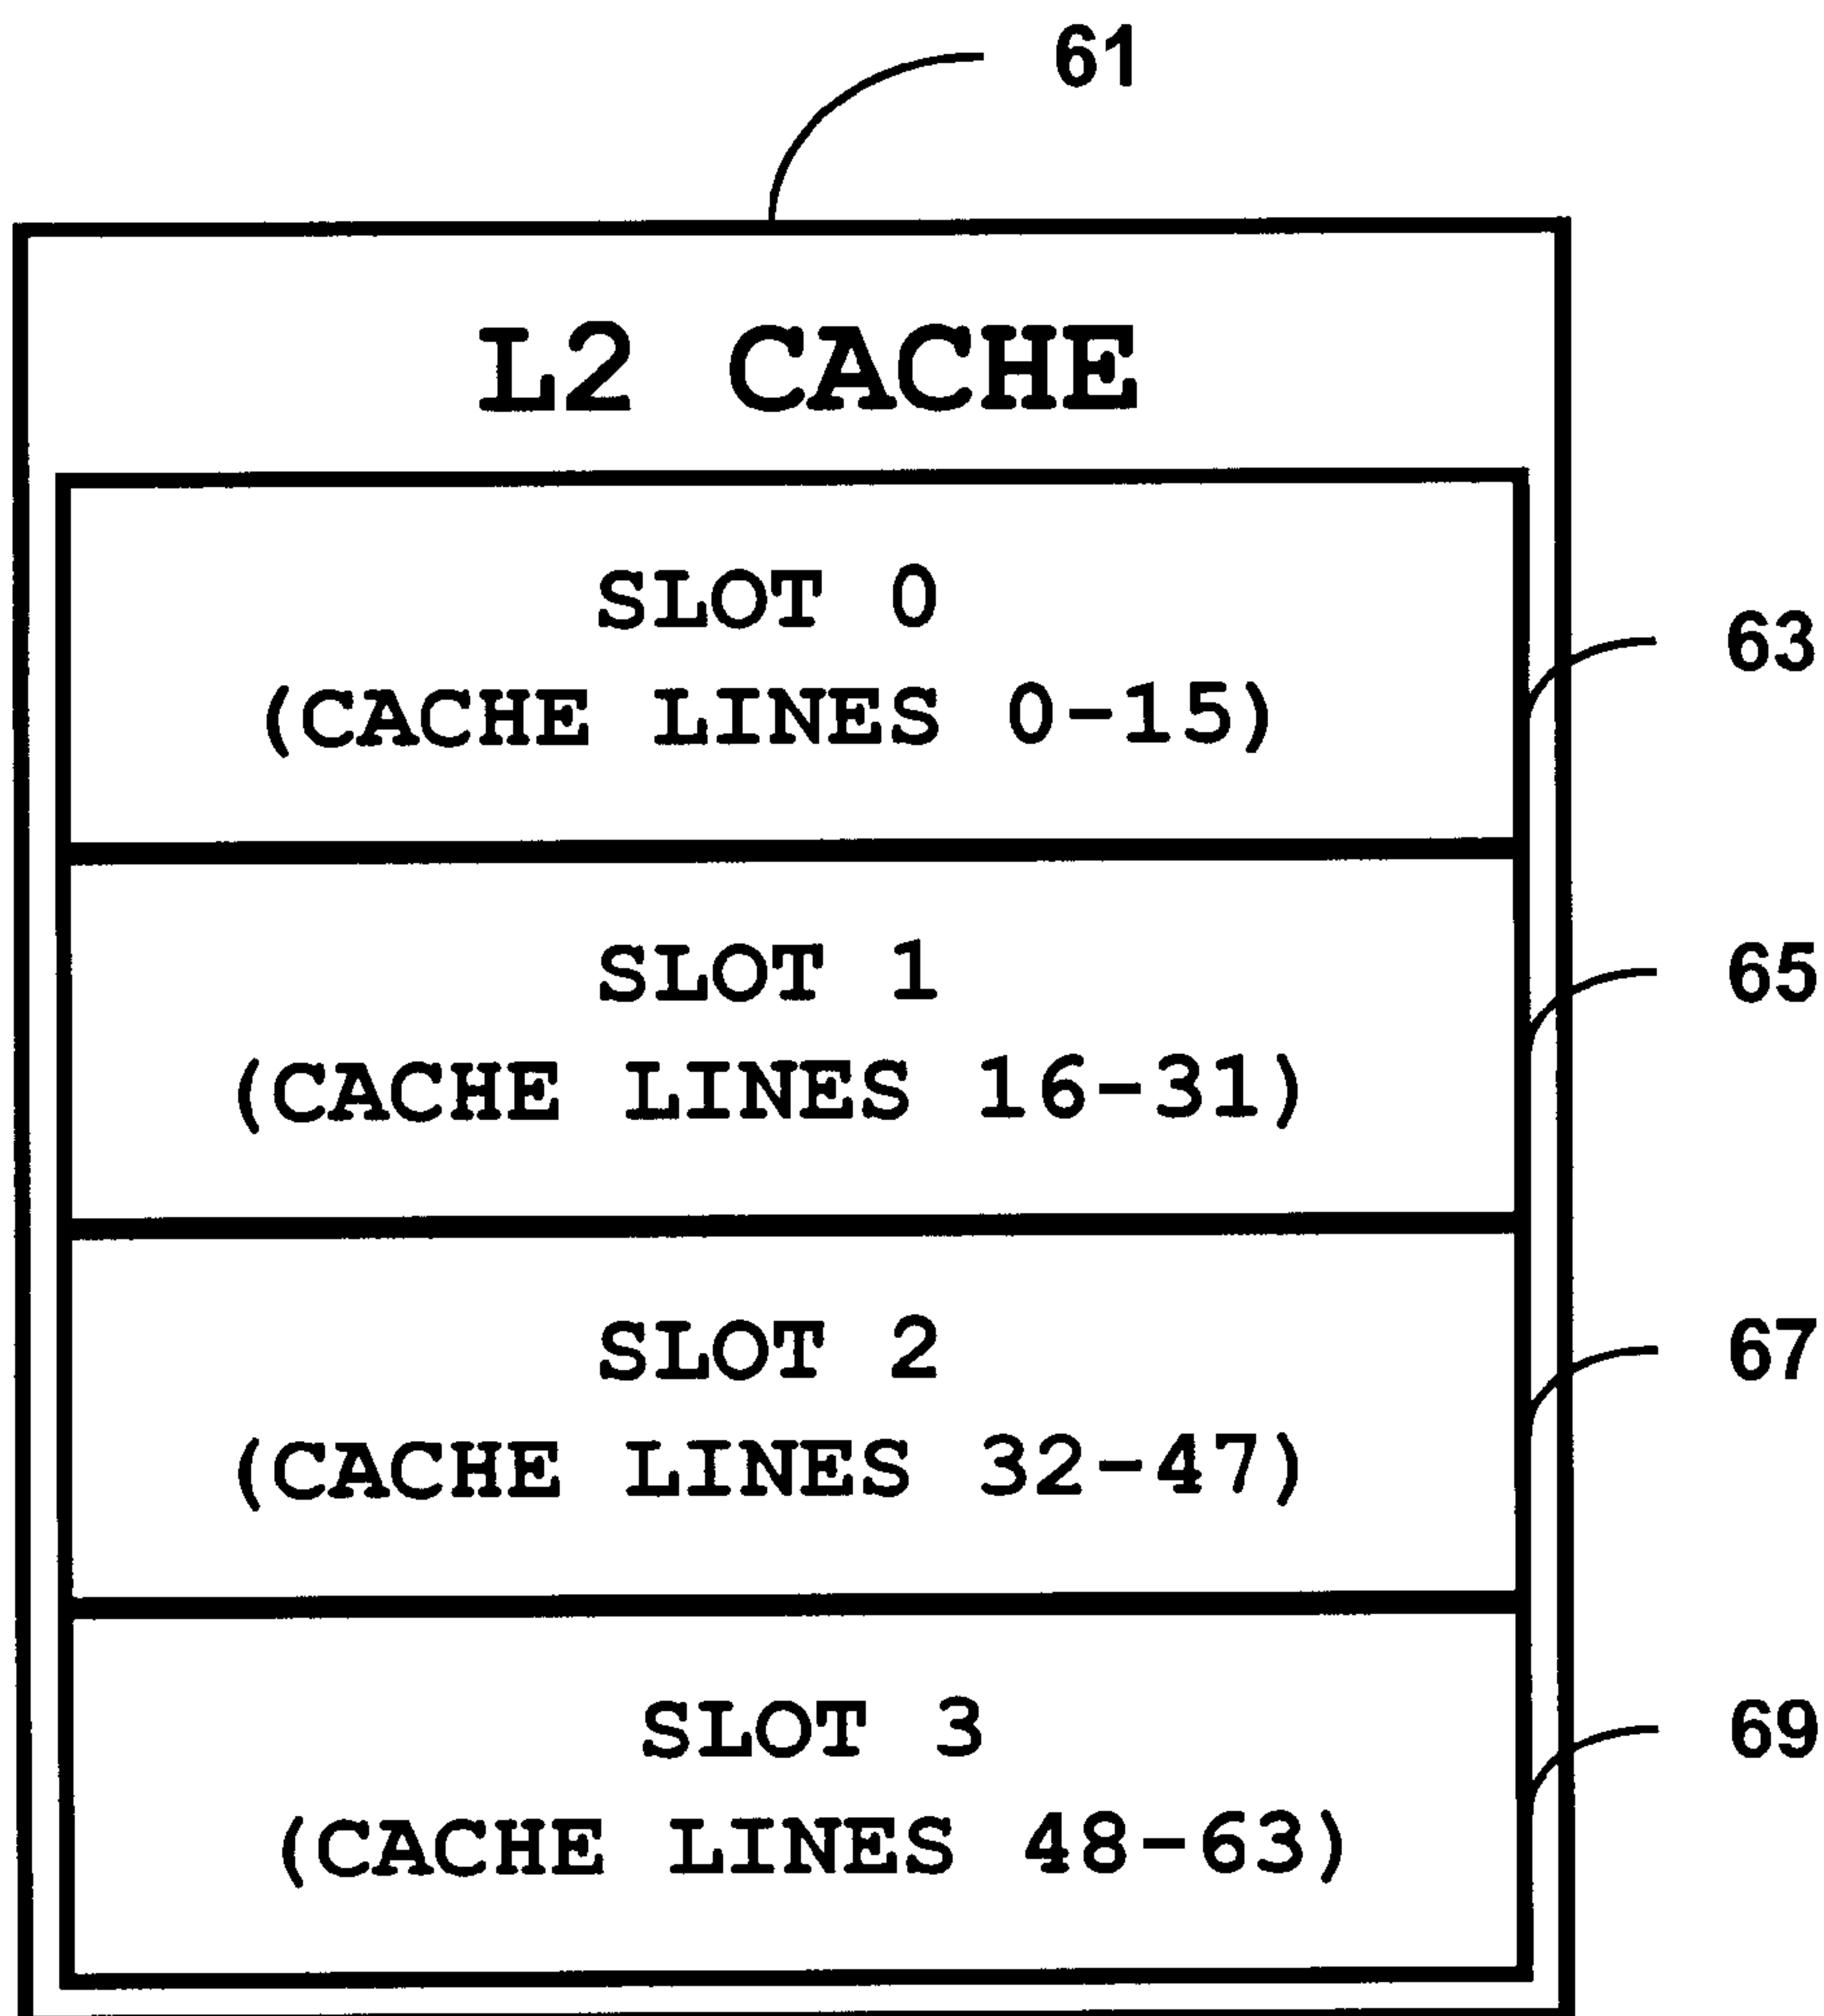 61
L2 CACHE
SLOT 0
(CACHE LINES 0-15)
63
SLOT 1
(CACHE LINES 16-31)
65
SLOT 2
(CACHE LINES 32-47)
67
SLOT 3
(CACHE LINES 48-63)
69